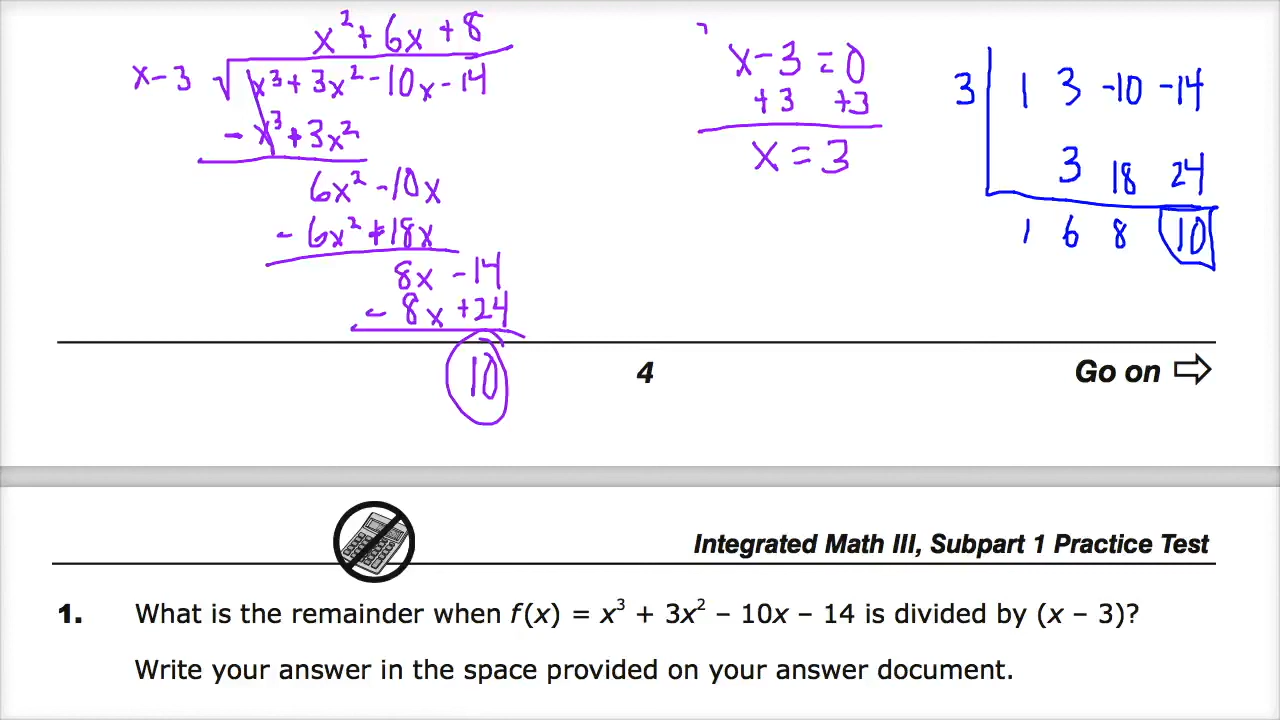 x² + 6x + 8
x - 3 √ x³ + 3x² - 10x - 14
- x³ + 3x²
6x² - 10x
- 6x² + 18x
8x - 14
- 8x + 24
10
x - 3 = 0
+3 +3
x = 3
3 | 1 3 -10 -14
3 18 24
1 6 8 10
4
Go on
Integrated Math III, Subpart 1 Practice Test
1. What is the remainder when f(x) = x³ + 3x² – 10x – 14 is divided by (x – 3)?
Write your answer in the space provided on your answer document.